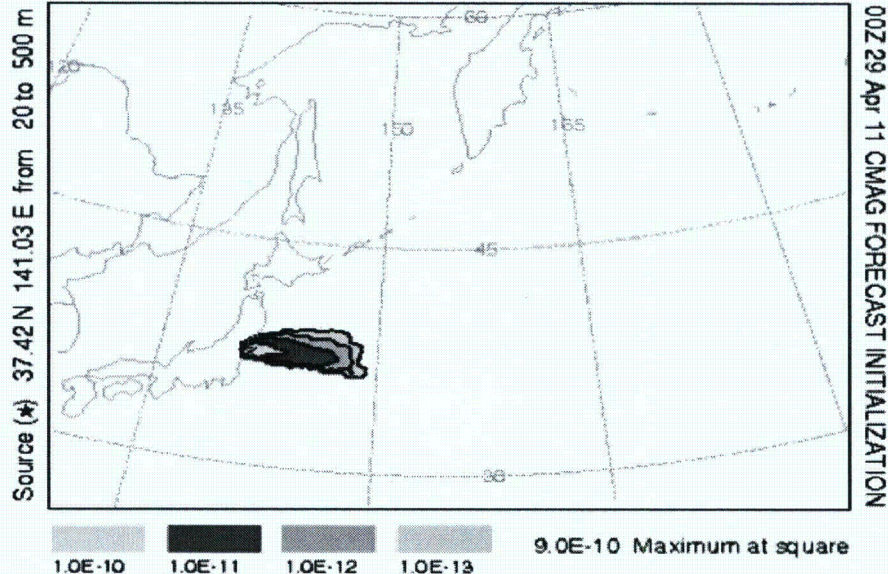 Source (★) 37.42 N 141.03 E from 20 to 500 m
60
120
135
150
165
45
30
00Z 29 Apr 11 CMAG FORECAST INITIALIZATION
1.0E-10 1.0E-11 1.0E-12 1.0E-13
9.0E-10 Maximum at square